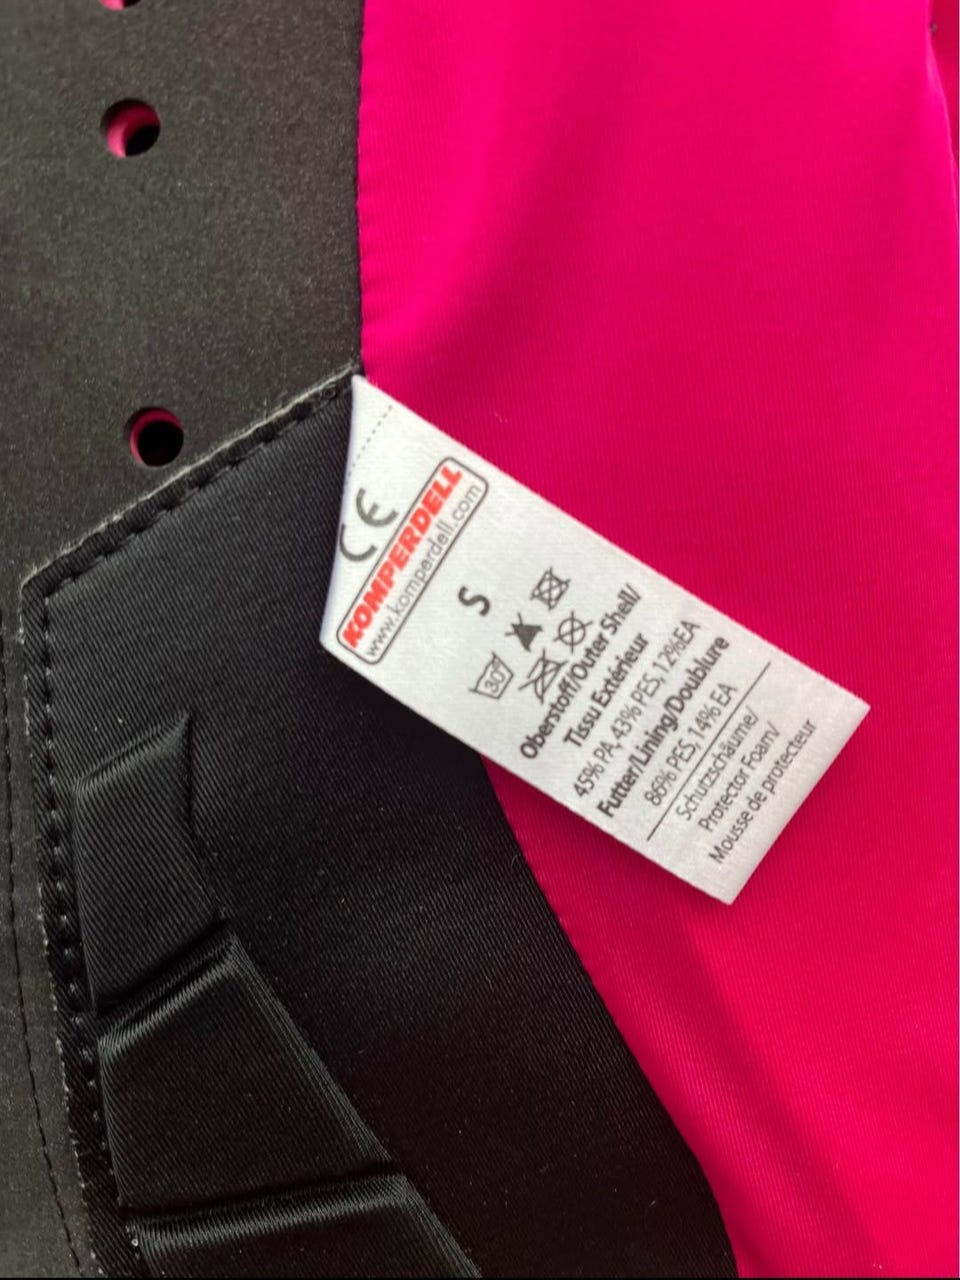 CE
KOMPERDELL
www.komperdell.com
S
30°
Oberstoff/Outer Shell/
Tissu Extérieur
45% PA, 43% PES, 12%EA
Futter/Lining/Doublure
86% PES, 14% EA
Schutzschäume/
Protector Foam/
Mousse de protecteur